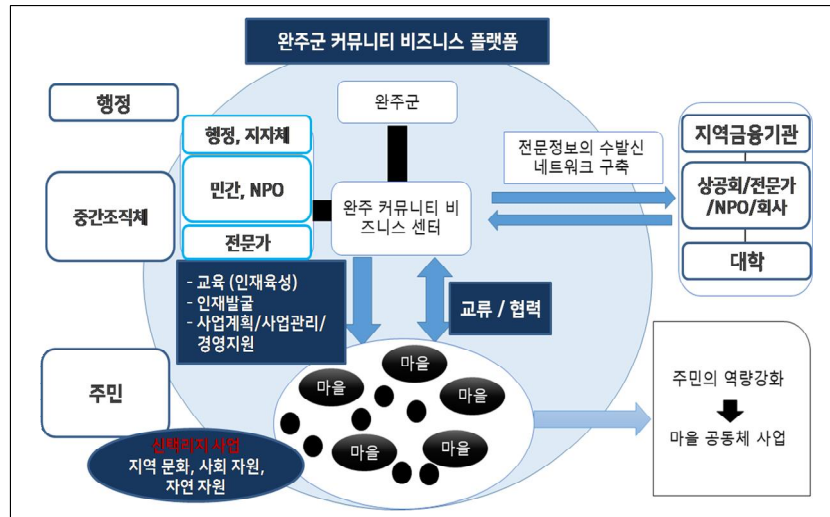 완주군 커뮤니티 비즈니스 플랫폼
행정
완주군
행정, 지자체
민간, NPO
전문가
중간조직체
완주 커뮤니티 비
즈니스 센터
전문정보의 수발신
네트워크 구축
지역금융기관
상공회/전문가
/NPO/회사
대학
- 교육 (인재육성)
- 인재발굴
- 사업계획/사업관리/
경영지원
교류 / 협력
주민
마을
마을
마을
마을
마을
신택리지 사업
지역 문화, 사회 자원,
자연 자원
주민의 역량강화
마을 공동체 사업